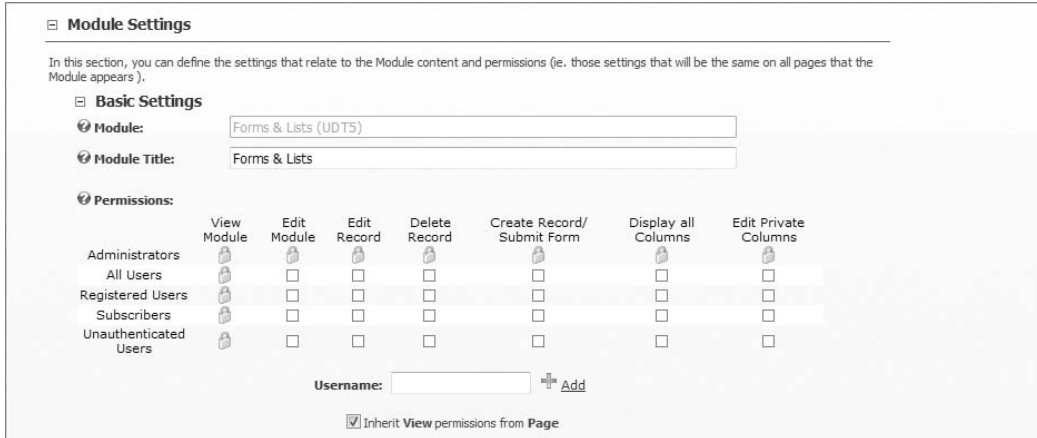 Module Settings
In this section, you can define the settings that relate to the Module content and permissions (ie. those settings that will be the same on all pages that the
Module appears ).
Basic Settings
Module:
Forms & Lists (UDT5)
Module Title:
Forms & Lists
Permissions:
View Module Edit Module Edit Record Delete Record Create Record/ Submit Form Display all Columns Edit Private Columns
Administrators
All Users
Registered Users
Subscribers
Unauthenticated
Users
Username: Add
Inherit View permissions from Page